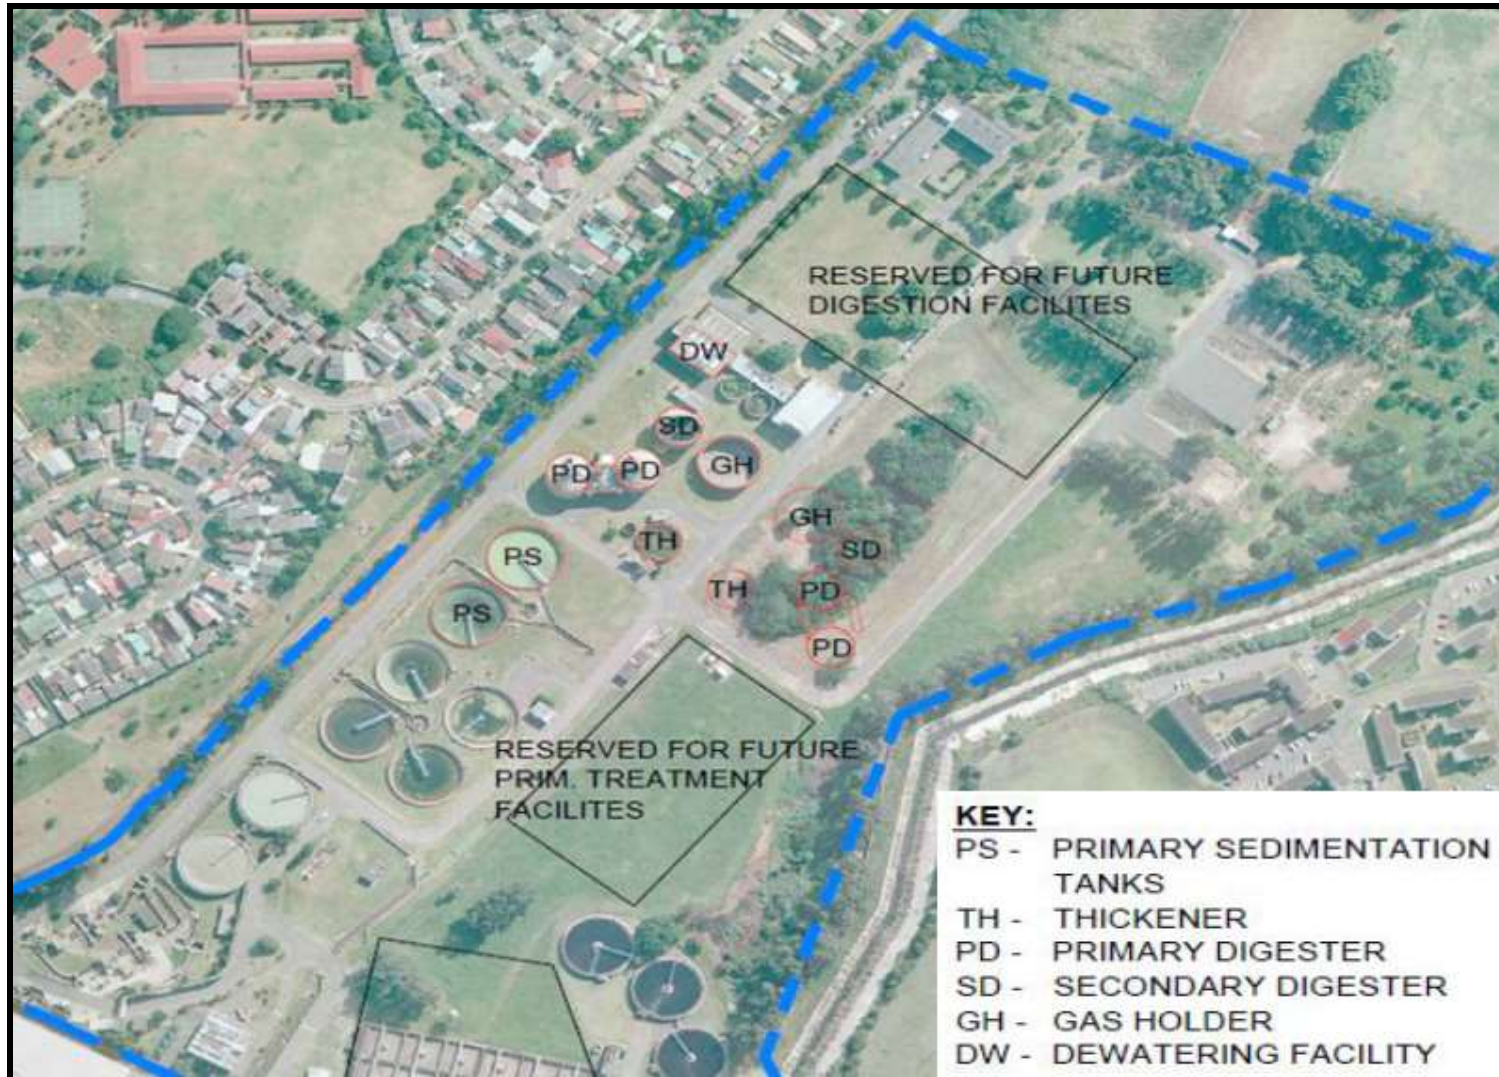 RESERVED FOR FUTURE
DIGESTION FACILITES
DW
SD
PD
PD
GH
GH
TH
SD
PS
TH
PD
PS
PD
RESERVED FOR FUTURE
PRIM. TREATMENT
FACILITES
KEY:
PS - PRIMARY SEDIMENTATION
TANKS
TH - THICKENER
PD - PRIMARY DIGESTER
SD - SECONDARY DIGESTER
GH - GAS HOLDER
DW - DEWATERING FACILITY